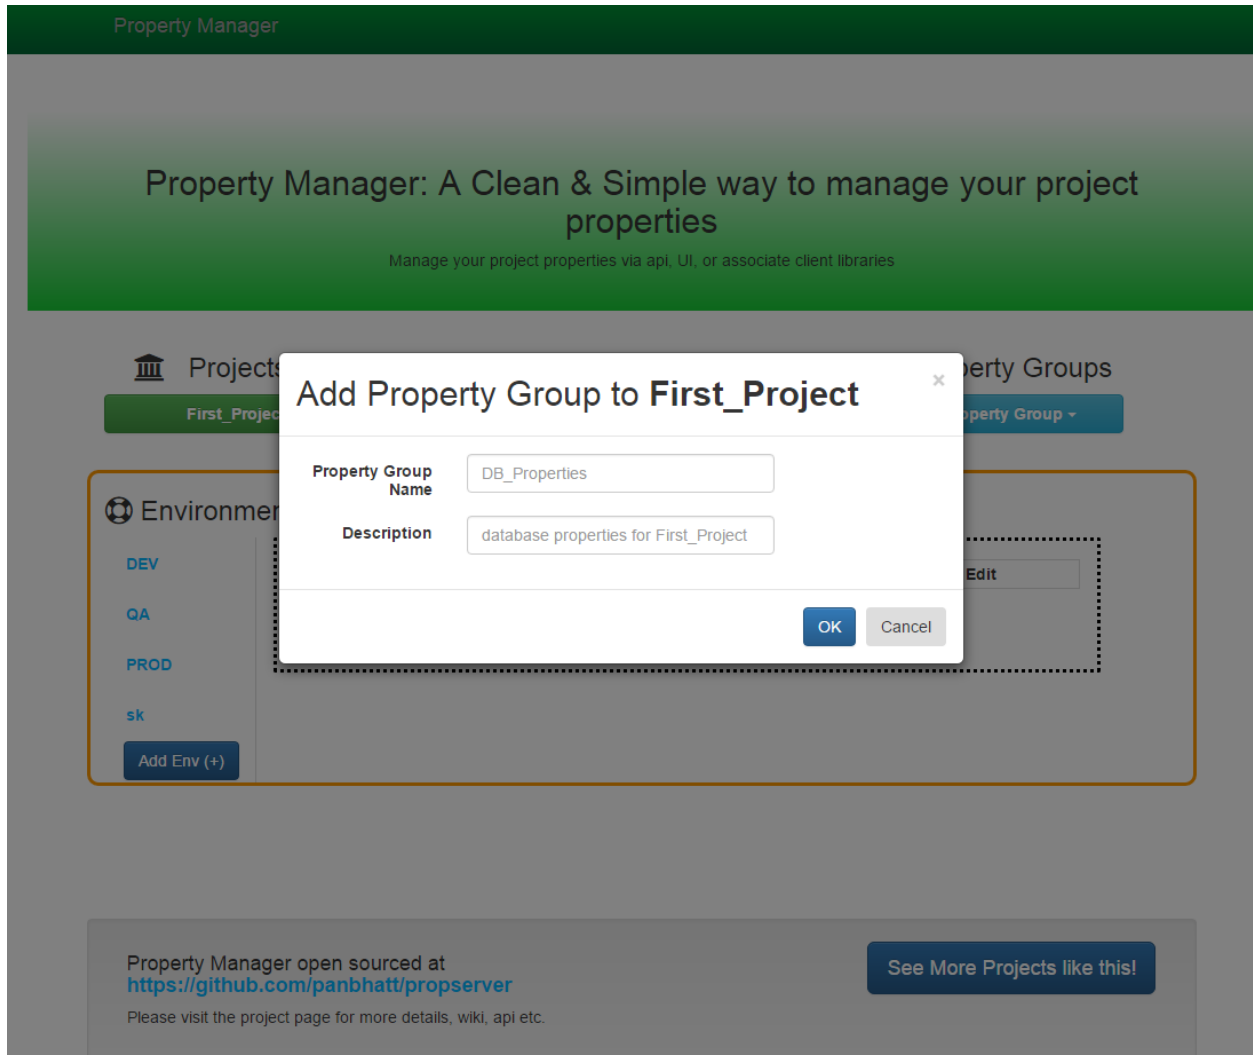 Property Manager
Property Manager: A Clean & Simple way to manage your project
properties
Manage your project properties via api, UI, or associate client libraries
Projects
First_Projec
perty Groups
operty Group
Add Property Group to First_Project
×
Property Group
Name
DB_Properties
Description
database properties for First_Project
OK
Cancel
Environmen
DEV
QA
PROD
sk
Add Env (+)
Edit
Property Manager open sourced at
https://github.com/panbhatt/propserver
Please visit the project page for more details, wiki, api etc.
See More Projects like this!